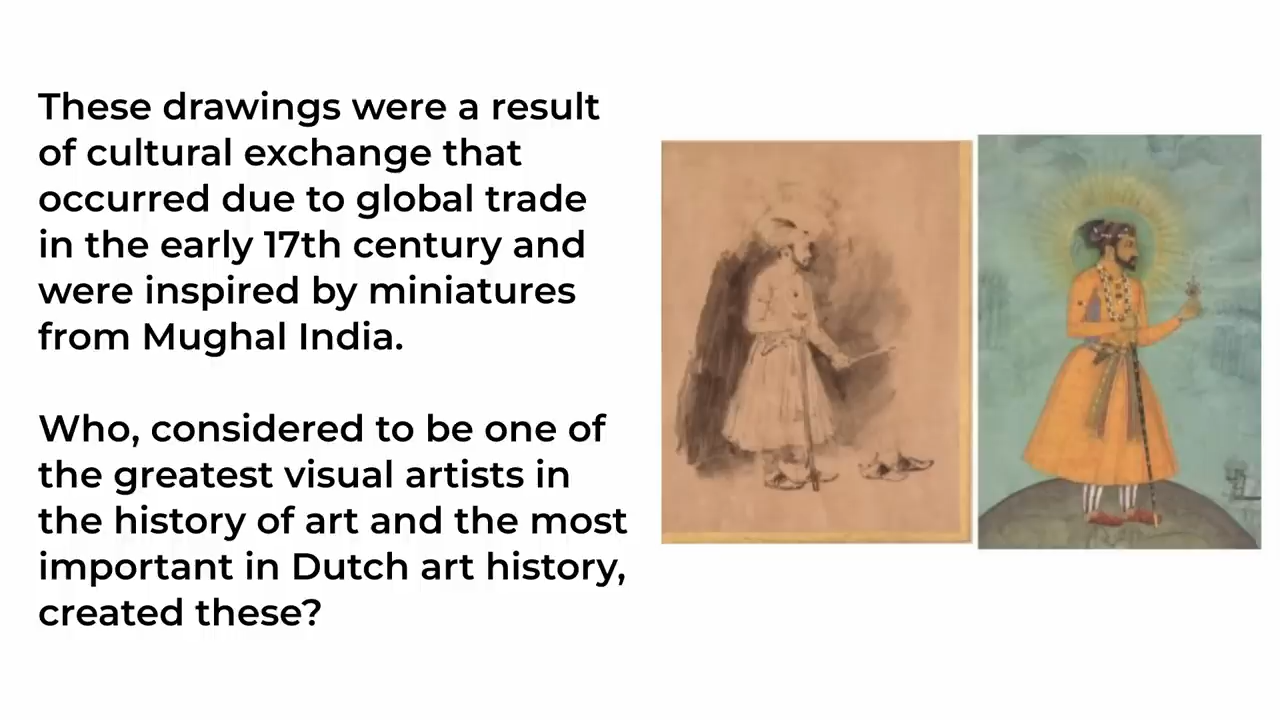 These drawings were a result
of cultural exchange that
occurred due to global trade
in the early 17th century and
were inspired by miniatures
from Mughal India.
Who, considered to be one of
the greatest visual artists in
the history of art and the most
important in Dutch art history,
created these?